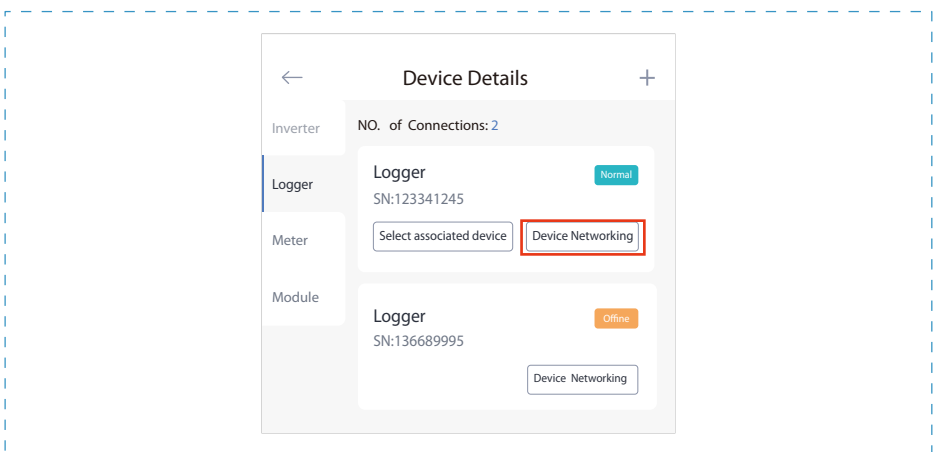 Device Details
Inverter
NO. of Connections: 2
Logger
Logger
Normal
SN:123341245
Select associated device
Device Networking
Meter
Module
Logger
Offine
SN:136689995
Device Networking